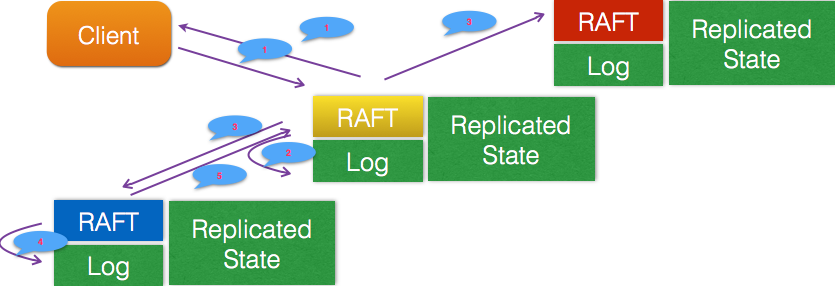 Client
1
1
3
RAFT
Log
Replicated
State
3
2
5
RAFT
Log
Replicated
State
4
RAFT
Log
Replicated
State